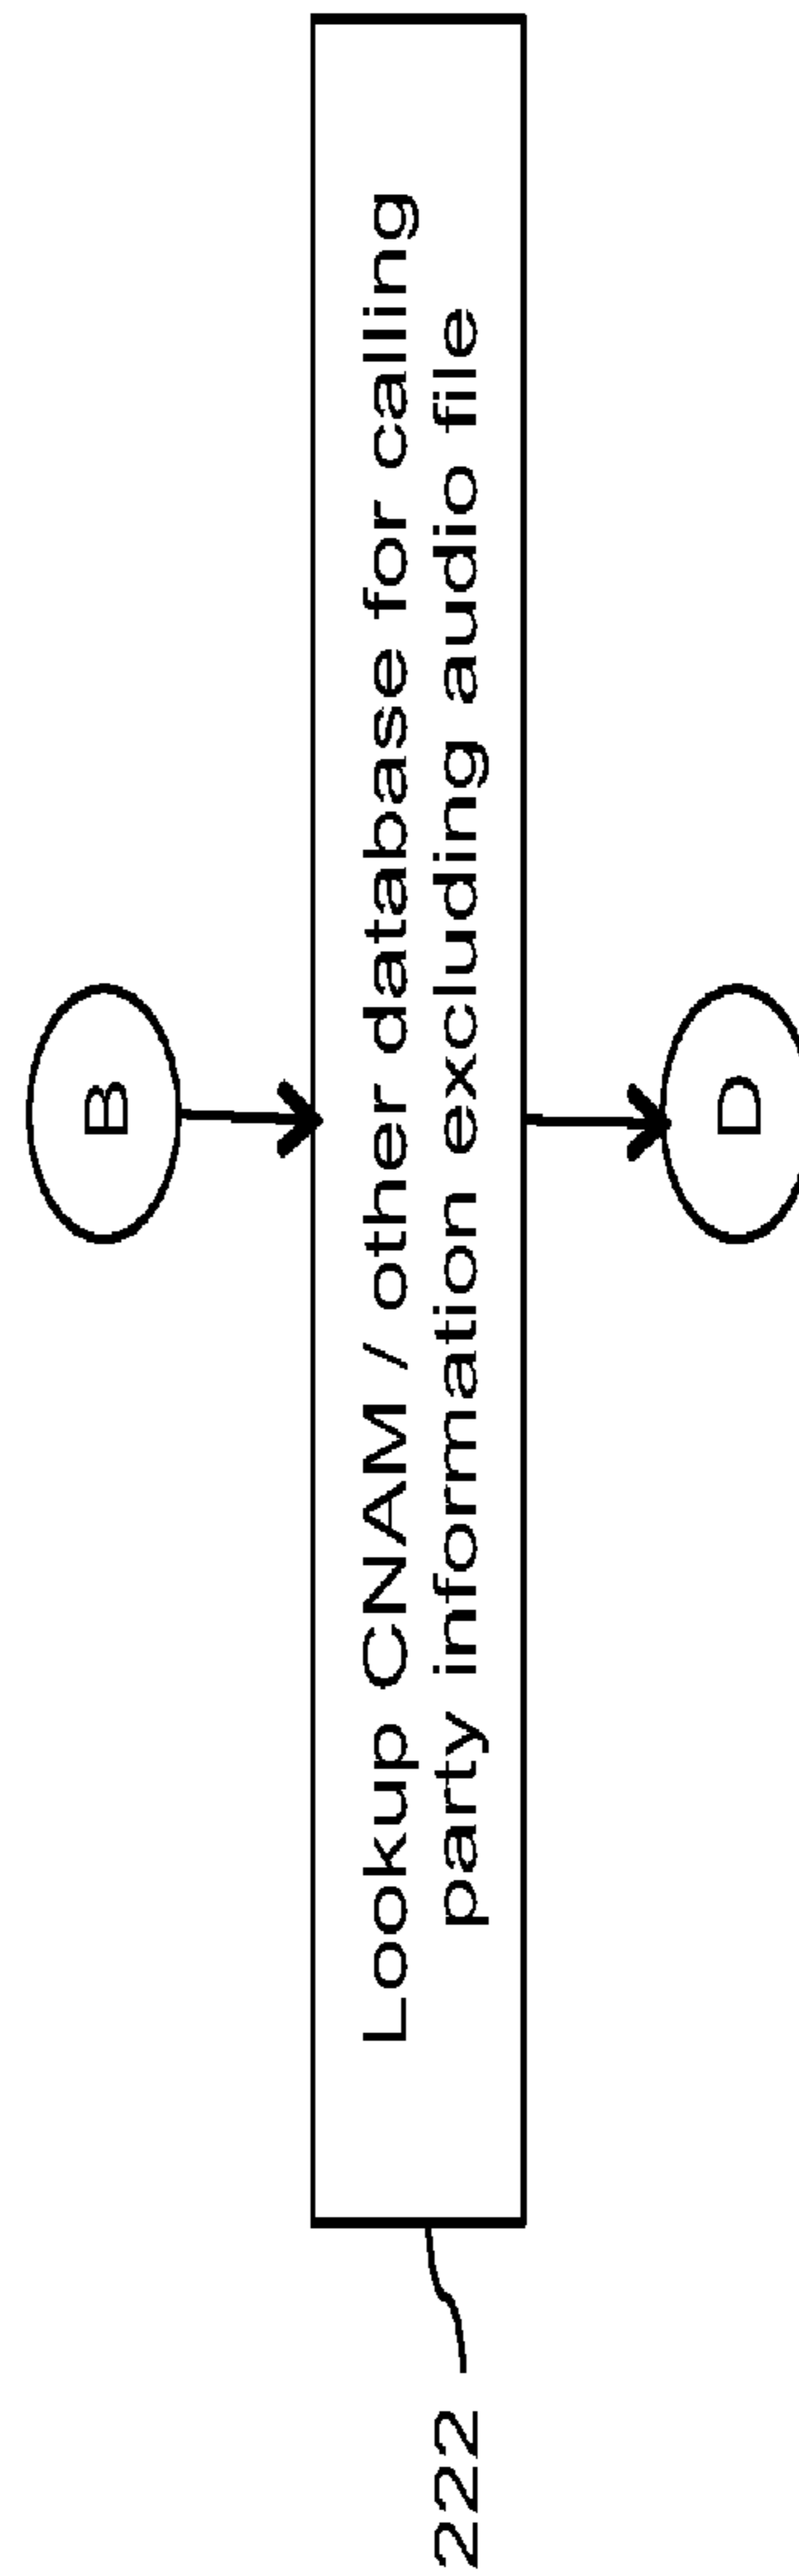 B
Lookup CNAM / other database for calling
party information excluding audio file
222
D